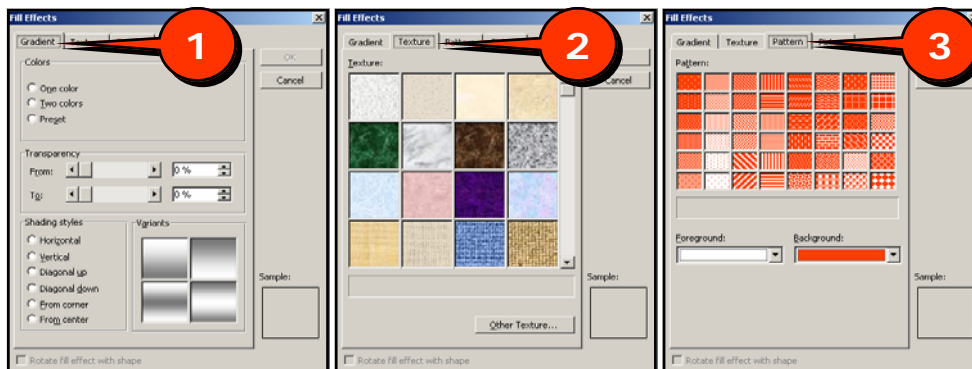 Fill Effects
Gradient
1
Colors
One color
Two colors
Preset
Transparency
From: 0 %
To: 0 %
Shading styles
Horizontal
Vertical
Diagonal up
Diagonal down
From corner
From center
Variants
OK
Cancel
Sample:
Rotate fill effect with shape
Fill Effects
Gradient Texture
2
Texture:
Cancel
Other Texture...
Sample:
Rotate fill effect with shape
Fill Effects
Gradient Texture Pattern
3
Pattern:
Foreground: Background:
Sample:
Rotate fill effect with shape